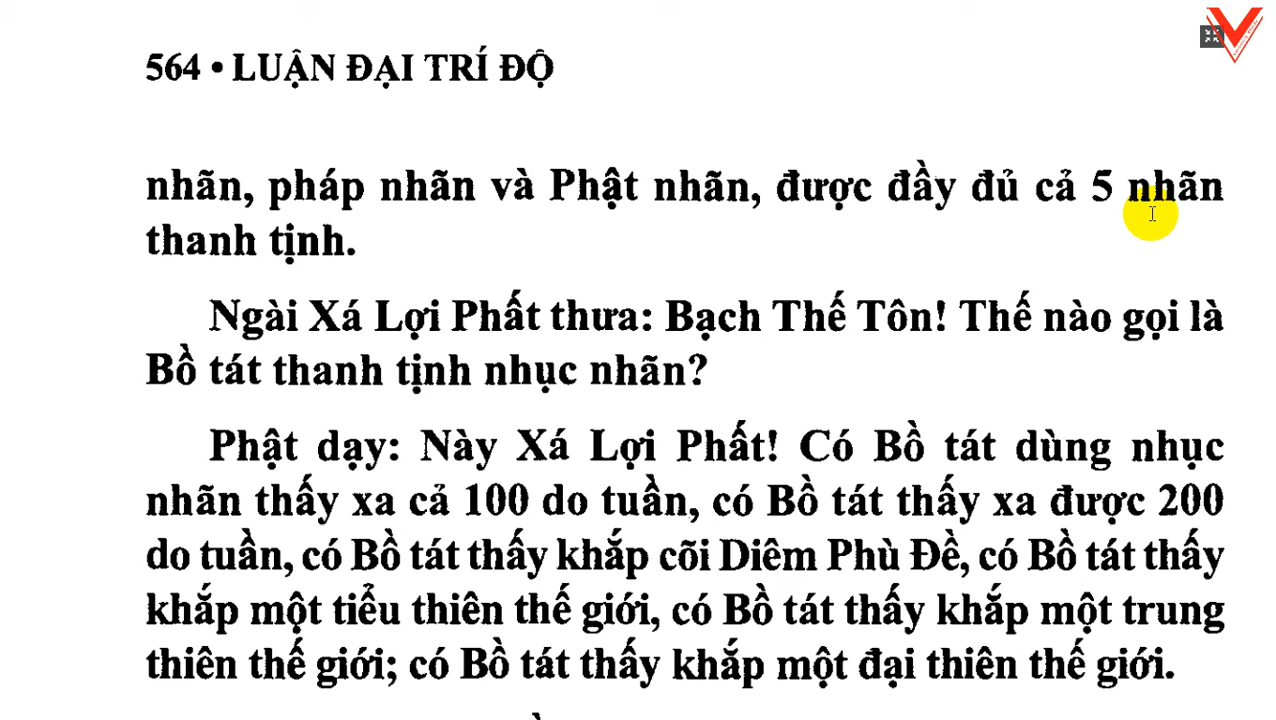 564 • LUẬN ĐẠI TRÍ ĐỘ
nhãn, pháp nhãn và Phật nhãn, được đầy đủ cả 5 nhãn
thanh tịnh.
Ngài Xá Lợi Phất thưa: Bạch Thế Tôn! Thế nào gọi là
Bồ tát thanh tịnh nhục nhãn?
Phật dạy: Này Xá Lợi Phất! Có Bồ tát dùng nhục
nhãn thấy xa cả 100 do tuần, có Bồ tát thấy xa được 200
do tuần, có Bồ tát thấy khắp cõi Diêm Phù Đề, có Bồ tát thấy
khắp một tiểu thiên thế giới, có Bồ tát thấy khắp một trung
thiên thế giới; có Bồ tát thấy khắp một đại thiên thế giới.